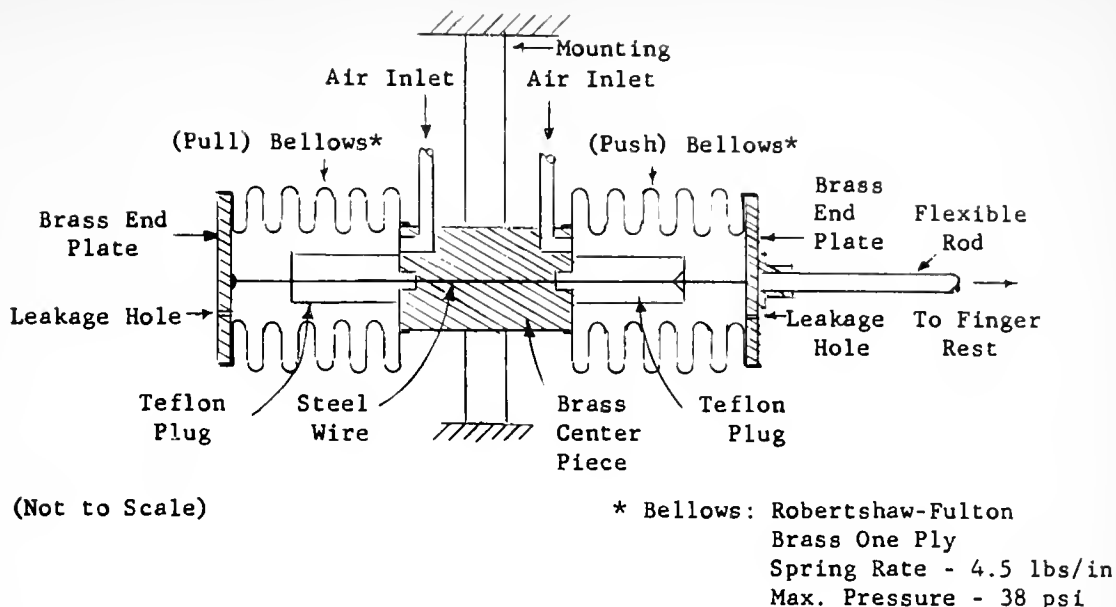 Mounting
Air Inlet
Air Inlet
(Pull) Bellows*
(Push) Bellows*
Brass End
Plate
Brass
End
Plate
Flexible
Rod
Leakage Hole
Leakage
Hole
To Finger
Rest
Teflon
Plug
Steel
Wire
Brass
Center
Piece
Teflon
Plug
(Not to Scale)
* Bellows: Robertshaw-Fulton
Brass One Ply
Spring Rate - 4.5 lbs/in
Max. Pressure - 38 psi